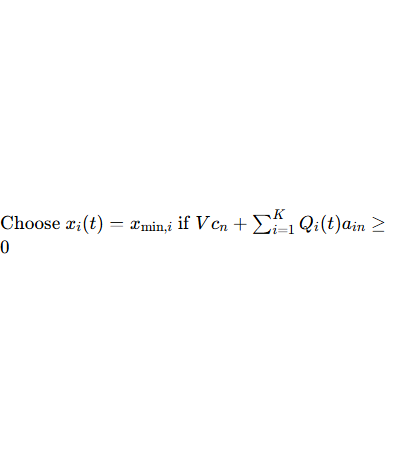 Choose $x_i(t) = x_{\min,i}$ if $Vc_n + \sum_{i=1}^{K} Q_i(t)a_{in} \geq$
0